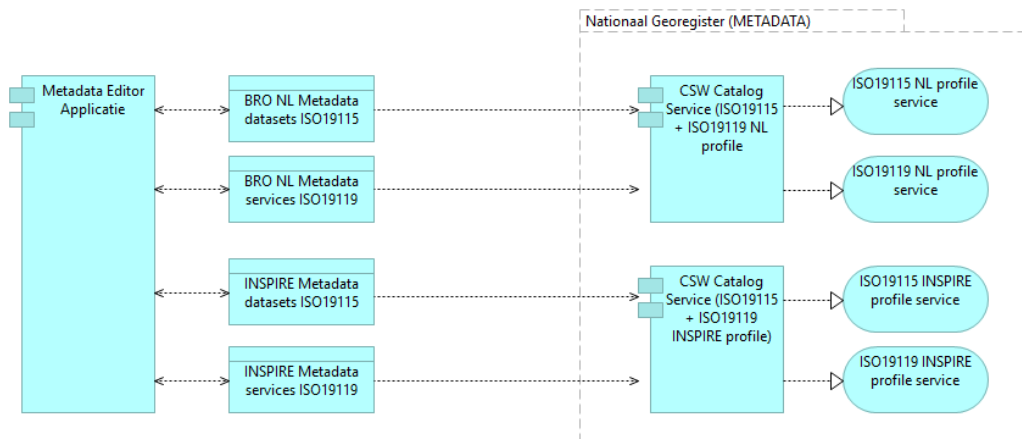 Nationaal Georegister (METADATA)
Metadata Editor
Applicatie
BRO NL Metadata
datasets ISO19115
CSW Catalog
Service (ISO19115
+ ISO19119 NL
profile
ISO19115 NL profile
service
BRO NL Metadata
services ISO19119
ISO19119 NL profile
service
INSPIRE Metadata
datasets ISO19115
CSW Catalog
Service (ISO19115
+ ISO19119
INSPIRE profile)
ISO19115 INSPIRE
profile service
INSPIRE Metadata
services ISO19119
ISO19119 INSPIRE
profile service